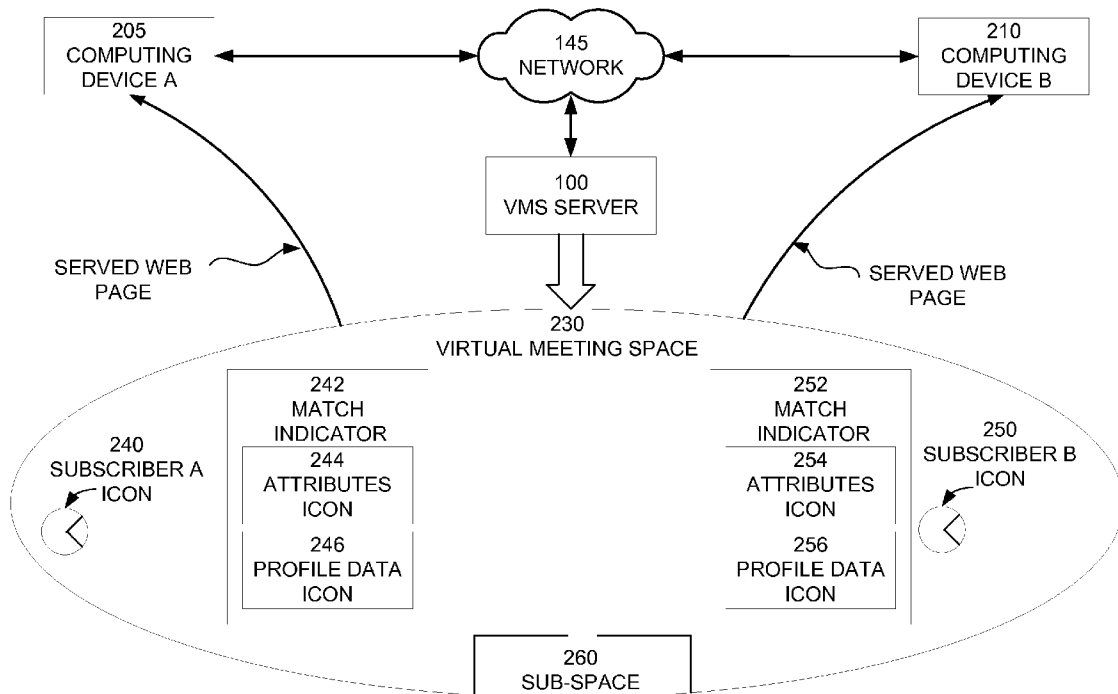 205
COMPUTING
DEVICE A
145
NETWORK
210
COMPUTING
DEVICE B
100
VMS SERVER
SERVED WEB
PAGE
SERVED WEB
PAGE
230
VIRTUAL MEETING SPACE
242
MATCH
INDICATOR
252
MATCH
INDICATOR
240
SUBSCRIBER A
ICON
244
ATTRIBUTES
ICON
254
ATTRIBUTES
ICON
250
SUBSCRIBER B
ICON
246
PROFILE DATA
ICON
256
PROFILE DATA
ICON
260
SUB-SPACE